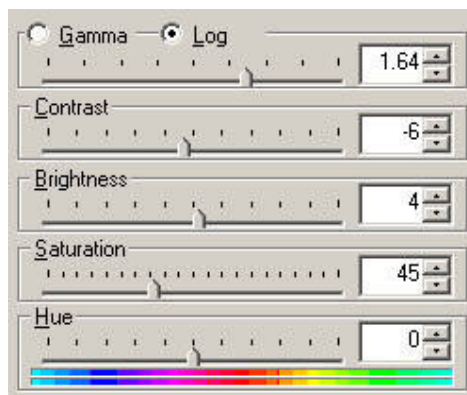 Gamma Log
1.64
Contrast
-6
Brightness
4
Saturation
45
Hue
0